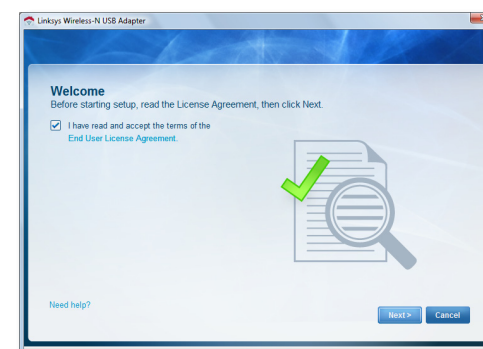 Linksys Wireless-N USB Adapter
Welcome
Before starting setup, read the License Agreement, then click Next.
I have read and accept the terms of the
End User License Agreement.
Need help?
Next >
Cancel